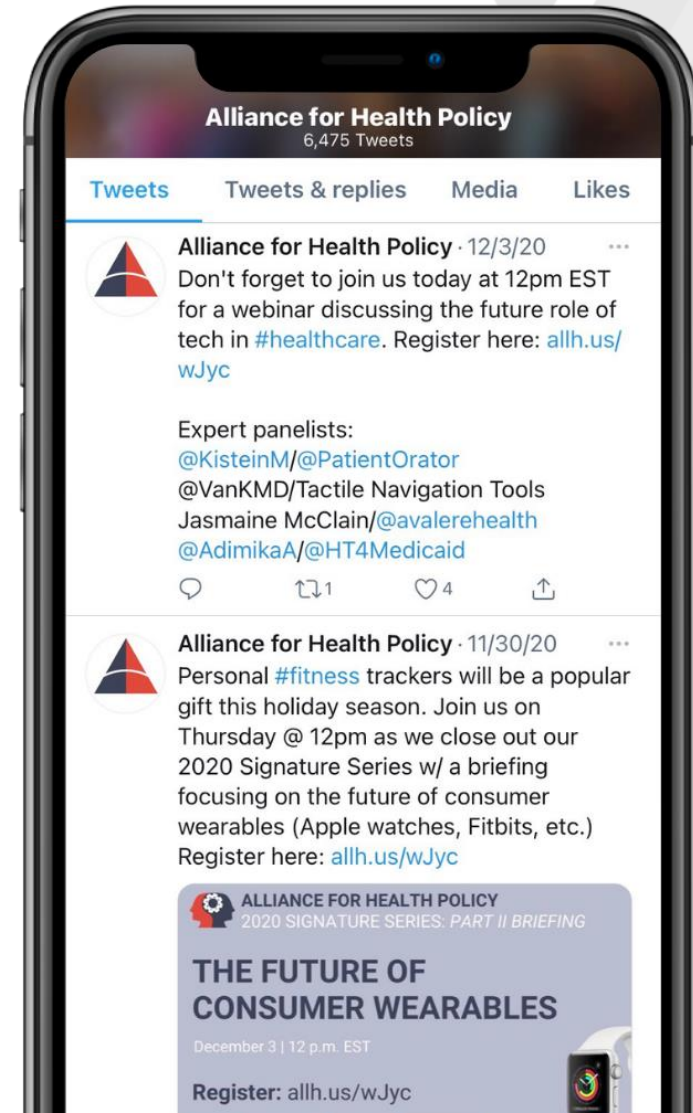 Alliance for Health Policy
6,475 Tweets
Tweets Tweets & replies Media Likes
Alliance for Health Policy · 12/3/20
Don't forget to join us today at 12pm EST
for a webinar discussing the future role of
tech in #healthcare. Register here: allh.us/
wJyc
Expert panelists:
@KisteinM/@PatientOrator
@VanKMD/Tactile Navigation Tools
Jasmaine McClain/@avalerehealth
@AdimikaA/@HT4Medicaid
1 4
Alliance for Health Policy · 11/30/20
Personal #fitness trackers will be a popular
gift this holiday season. Join us on
Thursday @ 12pm as we close out our
2020 Signature Series w/ a briefing
focusing on the future of consumer
wearables (Apple watches, Fitbits, etc.)
Register here: allh.us/wJyc
ALLIANCE FOR HEALTH POLICY
2020 SIGNATURE SERIES: PART II BRIEFING
THE FUTURE OF
CONSUMER WEARABLES
December 3 | 12 p.m. EST
Register: allh.us/wJyc